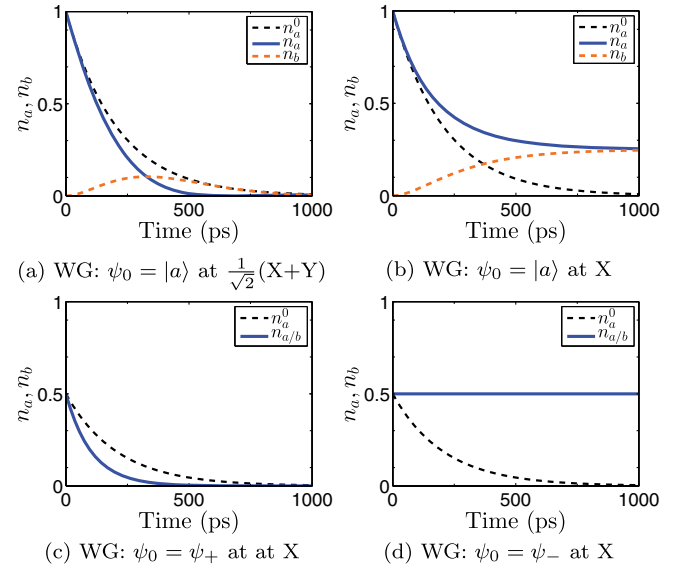 1
0.5
0
n_a, n_b
n_a^0
n_a
n_b
0 500 1000
Time (ps)
(a) WG: ψ_0 = |a⟩ at 1/√2 (X+Y)
1
0.5
0
n_a, n_b
n_a^0
n_a
n_b
0 500 1000
Time (ps)
(b) WG: ψ_0 = |a⟩ at X
1
0.5
0
n_a, n_b
n_a^0
n_{a/b}
0 500 1000
Time (ps)
(c) WG: ψ_0 = ψ_+ at at X
1
0.5
0
n_a, n_b
n_a^0
n_{a/b}
0 500 1000
Time (ps)
(d) WG: ψ_0 = ψ_− at X